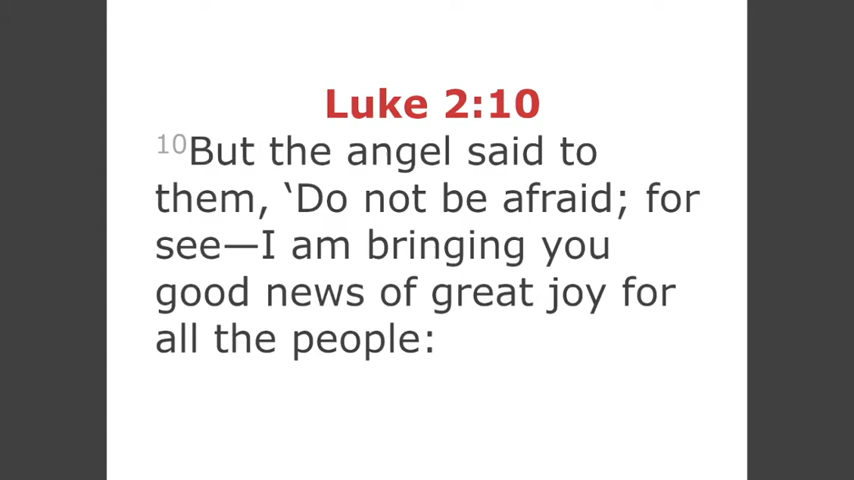 Luke 2:10
10But the angel said to
them, ‘Do not be afraid; for
see—I am bringing you
good news of great joy for
all the people: